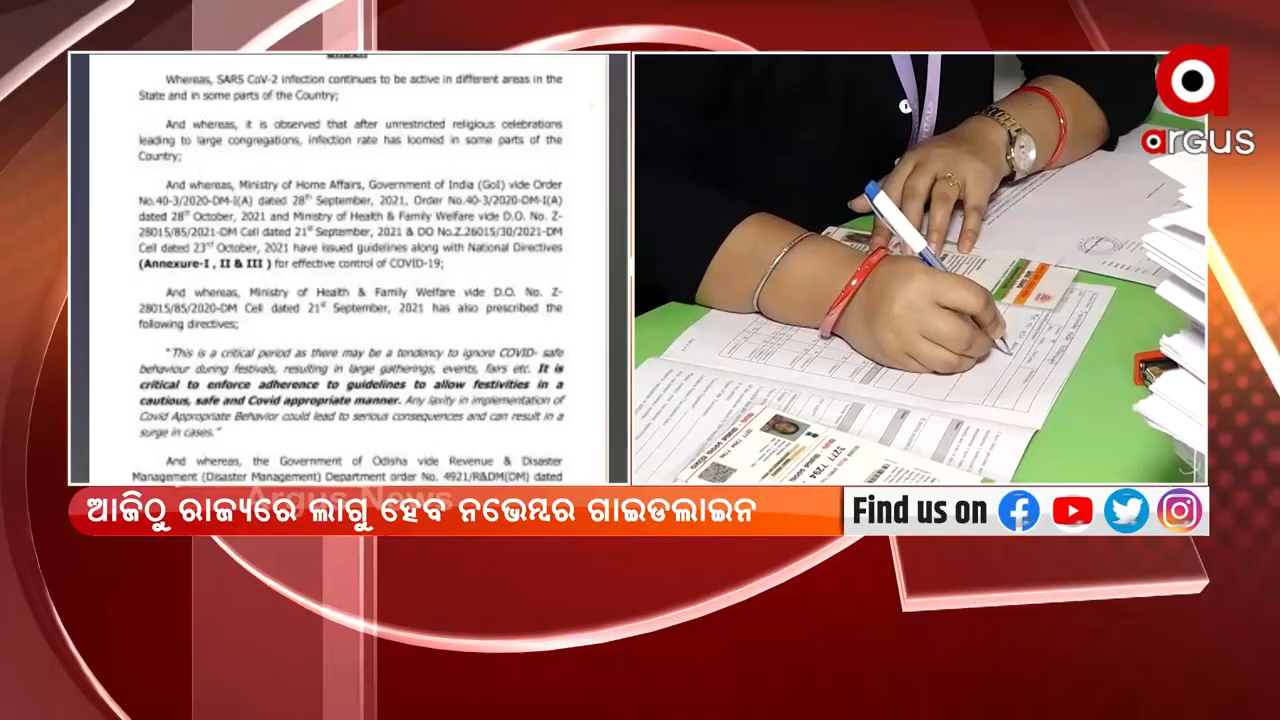 Whereas, SARS CoV-2 infection continues to be active in different areas in the
State and in some parts of the Country;
And whereas, it is observed that after unrestricted religious celebrations
leading to large congregations, infection rate has loomed in some parts of the
Country;
And whereas, Ministry of Home Affairs, Government of India (GoI) vide Order
No.40-3/2020-DM-I(A) dated 28th September, 2021, Order No.40-3/2020-DM-I(A)
dated 28th October, 2021 and Ministry of Health & Family Welfare vide D.O. No. Z-
28015/85/2021-DM Cell dated 21st September, 2021 & DO No.Z.26015/30/2021-DM
Cell dated 23rd October, 2021 have issued guidelines along with National Directives
(Annexure-I , II & III ) for effective control of COVID-19;
And whereas, Ministry of Health & Family Welfare vide D.O. No. Z-
28015/85/2020-DM Cell dated 21st September, 2021 has also prescribed the
following directives;
"This is a critical period as there may be a tendency to ignore COVID- safe
behaviour during festivals, resulting in large gatherings, events, fairs etc. It is
critical to enforce adherence to guidelines to allow festivities in a
cautious, safe and Covid appropriate manner. Any laxity in implementation of
Covid Appropriate Behavior could lead to serious consequences and can result in a
surge in cases."
And whereas, the Government of Odisha vide Revenue & Disaster
Management (Disaster Management) Department order No. 4921/R&DM(DM) dated
argus
Argus News
ଆଜିଠୁ ରାଜ୍ୟରେ ଲାଗୁ ହେବ ନଭେମ୍ବର ଗାଇଡଲାଇନ
Find us on